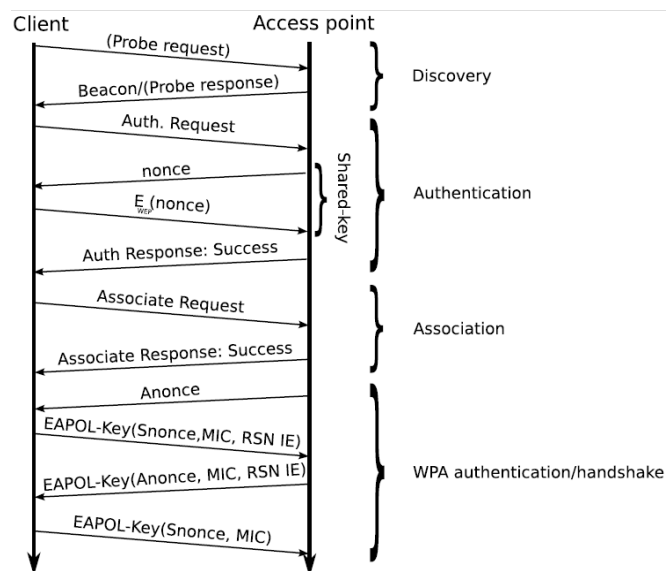 Client
Access point
(Probe request)
Discovery
Beacon/(Probe response)
Auth. Request
nonce
Shared-key
Authentication
E WEP (nonce)
Auth Response: Success
Associate Request
Association
Associate Response: Success
Anonce
EAPOL-Key(Snonce,MIC, RSN IE)
WPA authentication/handshake
EAPOL-Key(Anonce, MIC, RSN IE)
EAPOL-Key(Snonce, MIC)